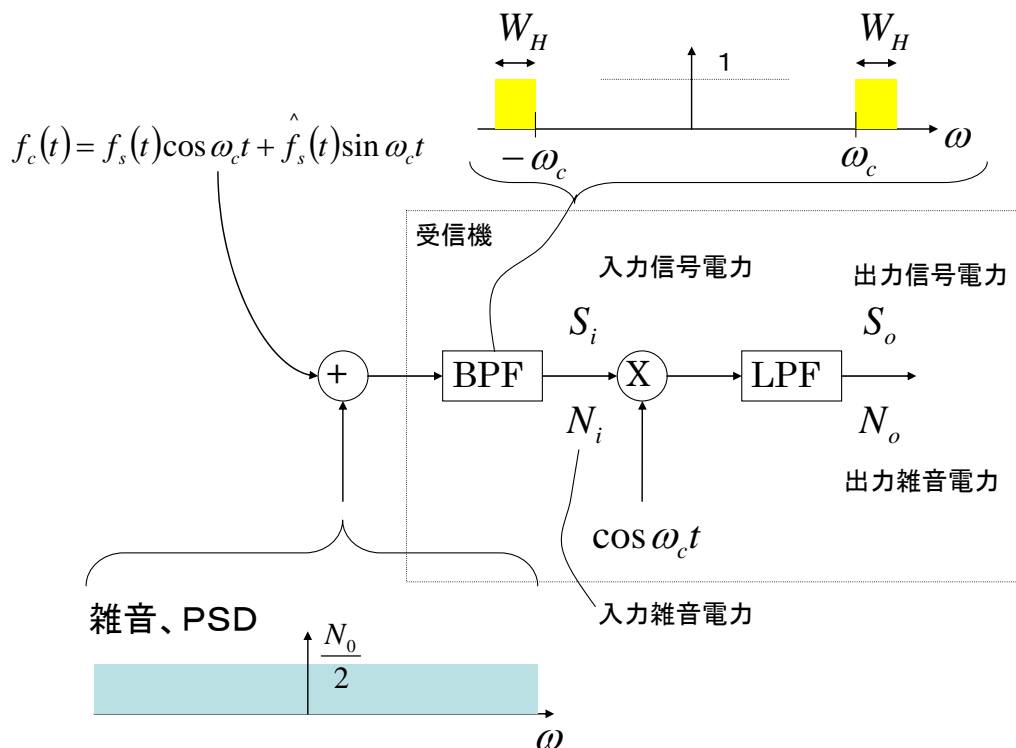 W_H W_H
1
f_c(t) = f_s(t)cos ω_c t + f̂_s(t)sin ω_c t
−ω_c ω_c ω
受信機
入力信号電力
出力信号電力
S_i S_o
+ BPF X LPF
N_i N_o
出力雑音電力
cos ω_c t
雑音、PSD
入力雑音電力
N_0/2
ω